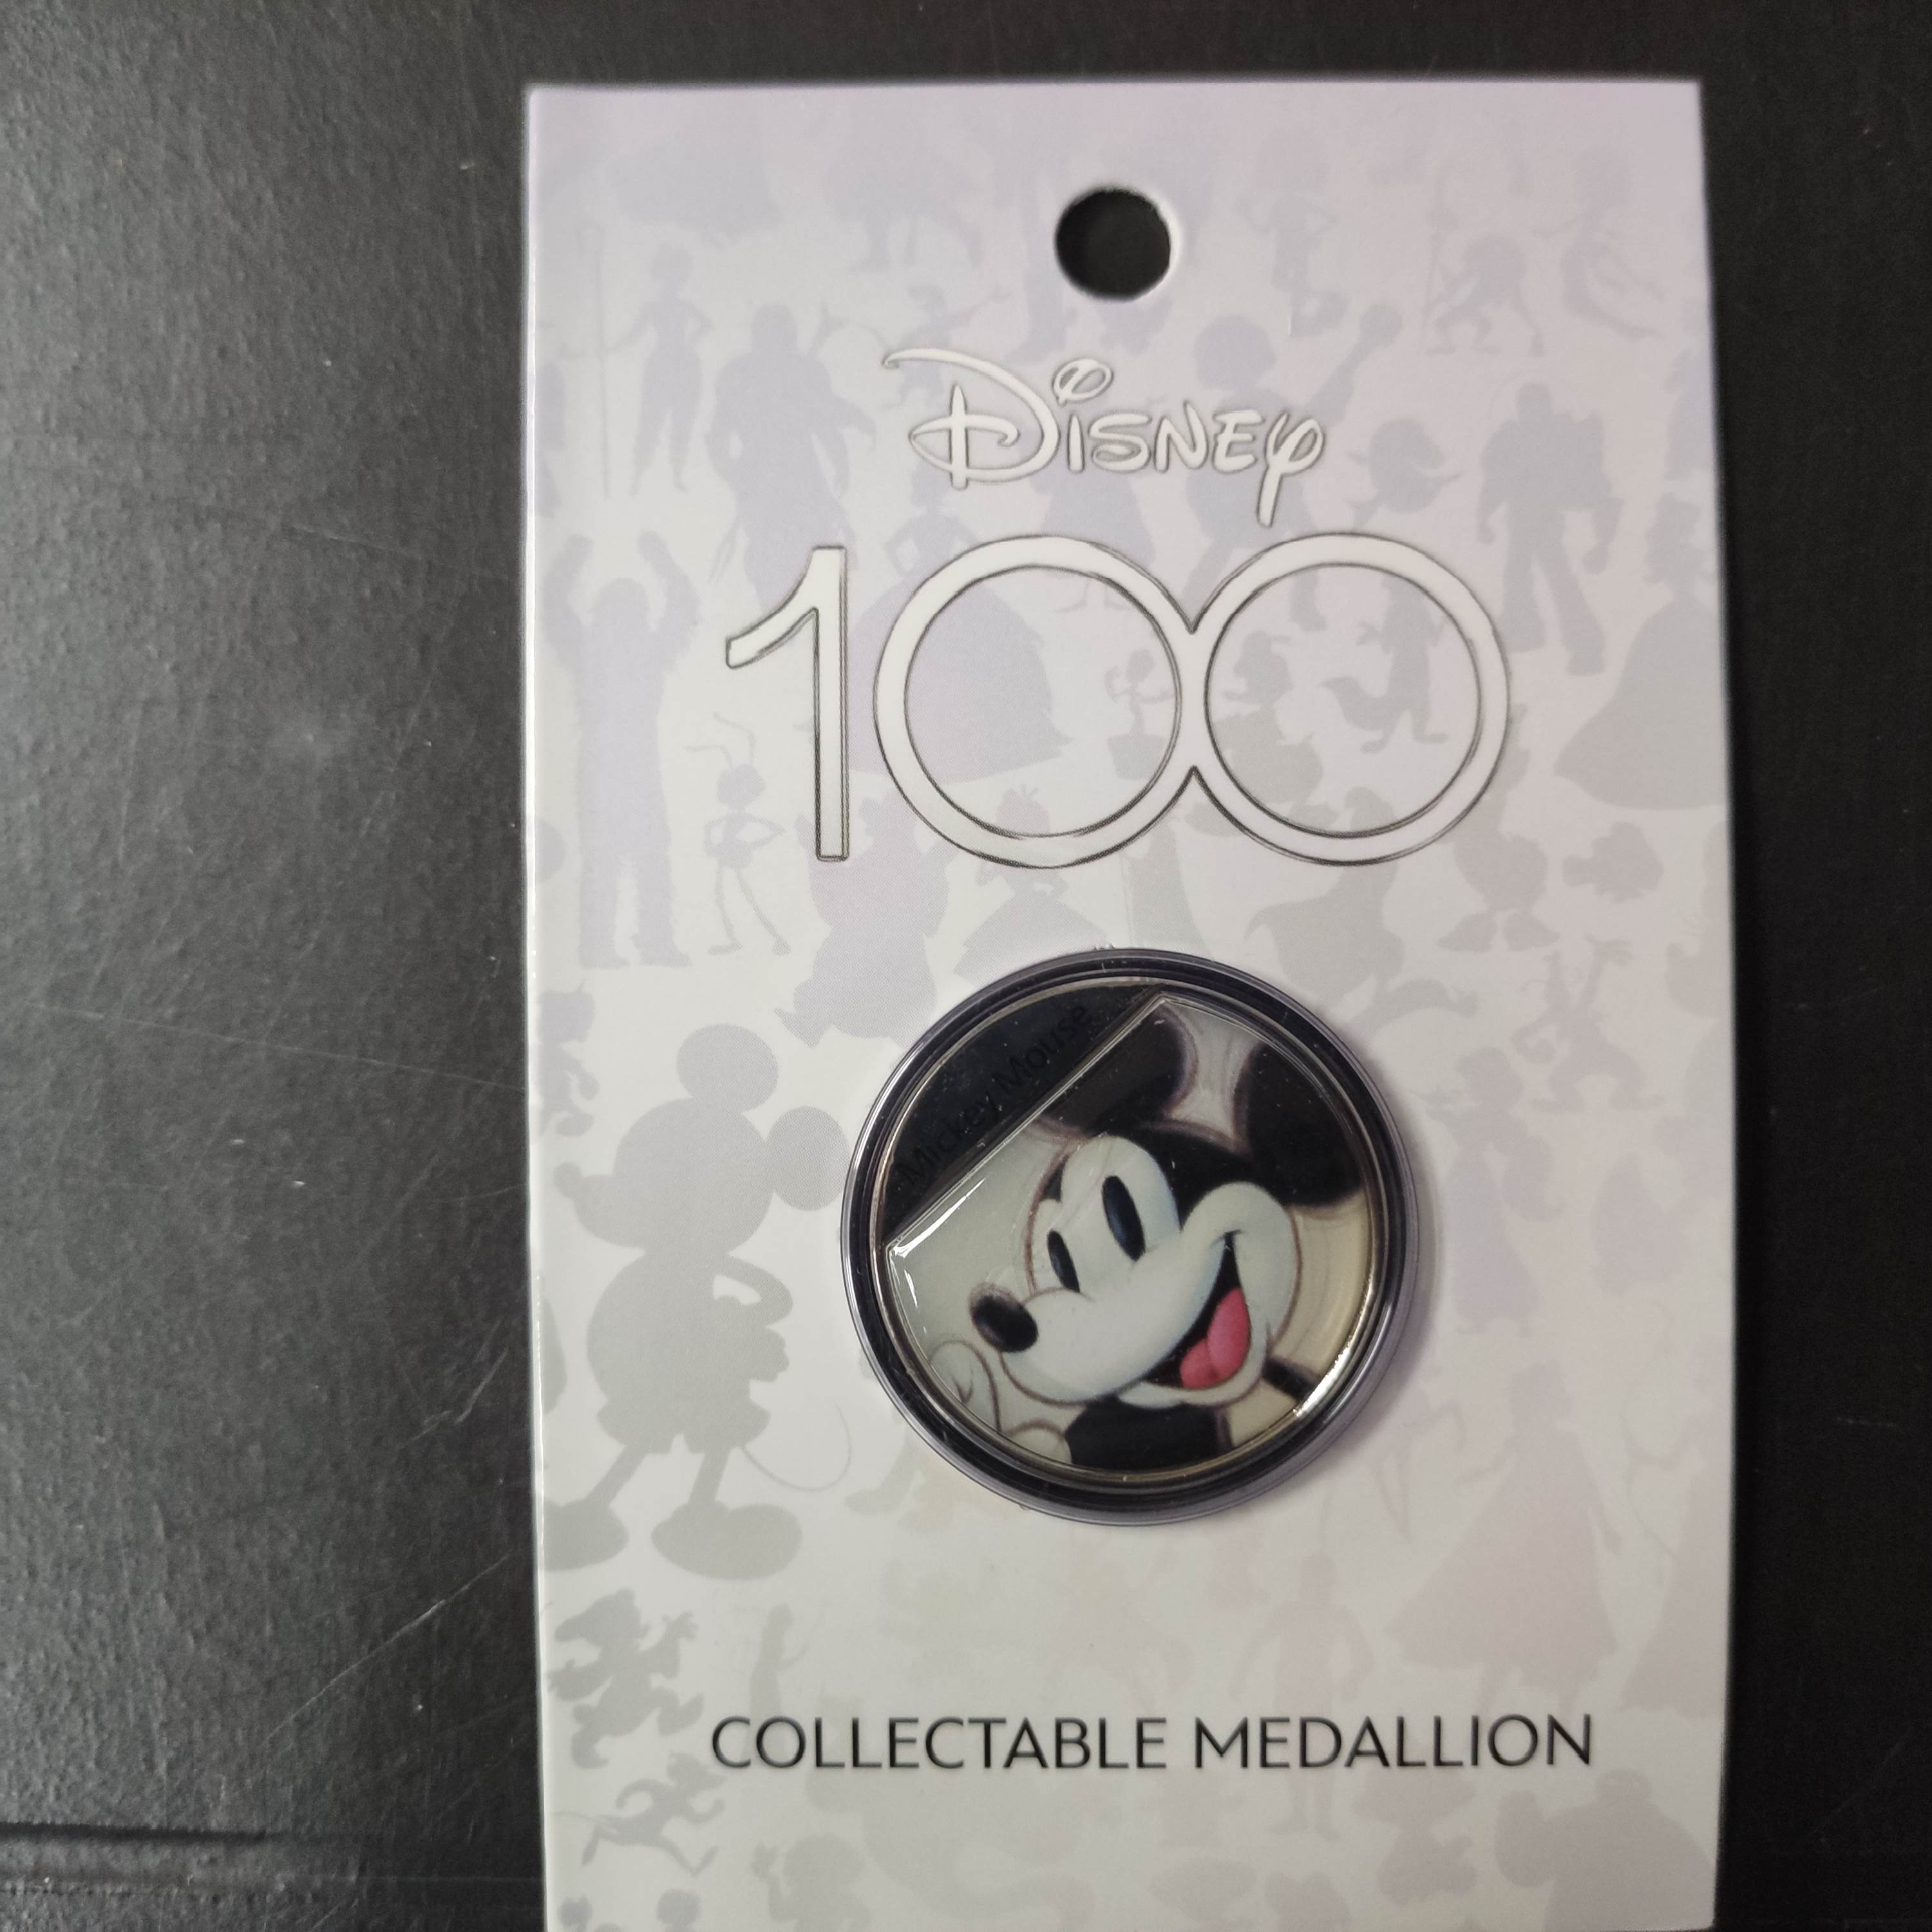 Disney
100
Mickey Mouse
COLLECTABLE MEDALLION